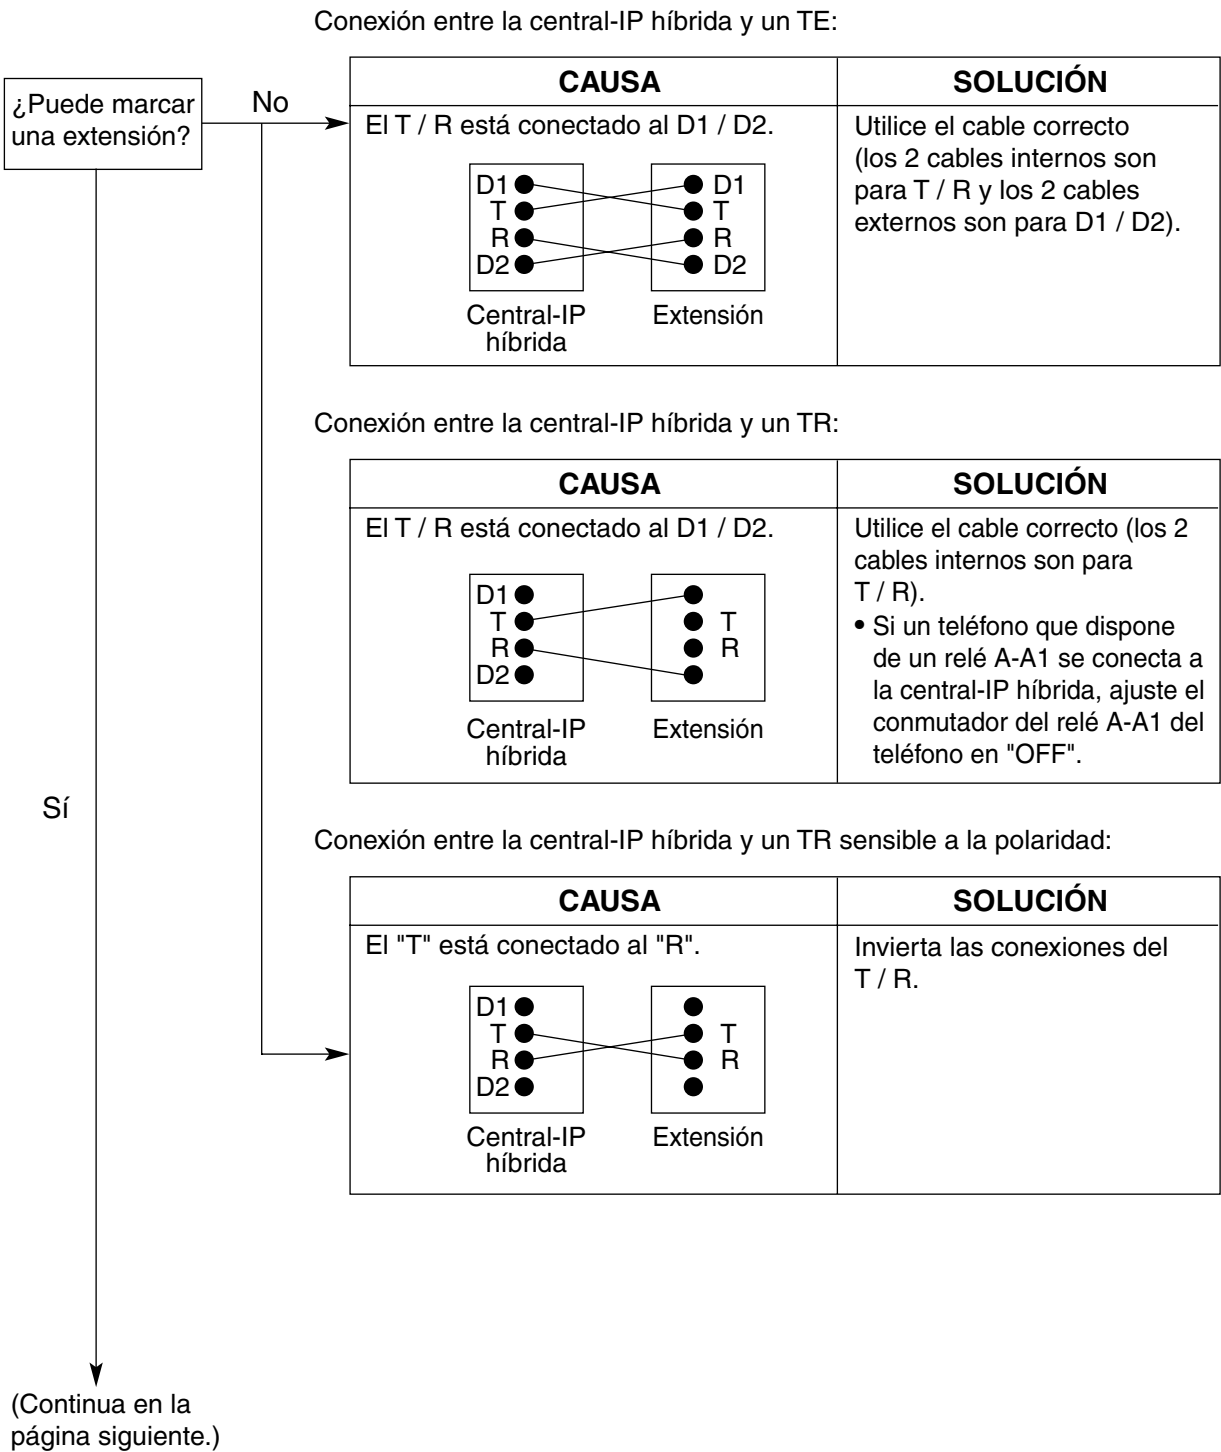 Conexión entre la central-IP híbrida y un TE:
¿Puede marcar
una extensión?
No
CAUSA
SOLUCIÓN
El T / R está conectado al D1 / D2.
D1
T
R
D2
D1
T
R
D2
Central-IP
híbrida
Extensión
Utilice el cable correcto
(los 2 cables internos son
para T / R y los 2 cables
externos son para D1 / D2).
Conexión entre la central-IP híbrida y un TR:
CAUSA
SOLUCIÓN
El T / R está conectado al D1 / D2.
D1
T
R
D2
T
R
Central-IP
híbrida
Extensión
Utilice el cable correcto (los 2
cables internos son para
T / R).
• Si un teléfono que dispone
de un relé A-A1 se conecta a
la central-IP híbrida, ajuste el
conmutador del relé A-A1 del
teléfono en "OFF".
Sí
Conexión entre la central-IP híbrida y un TR sensible a la polaridad:
CAUSA
SOLUCIÓN
El "T" está conectado al "R".
D1
T
R
D2
T
R
Central-IP
híbrida
Extensión
Invierta las conexiones del
T / R.
(Continua en la
página siguiente.)